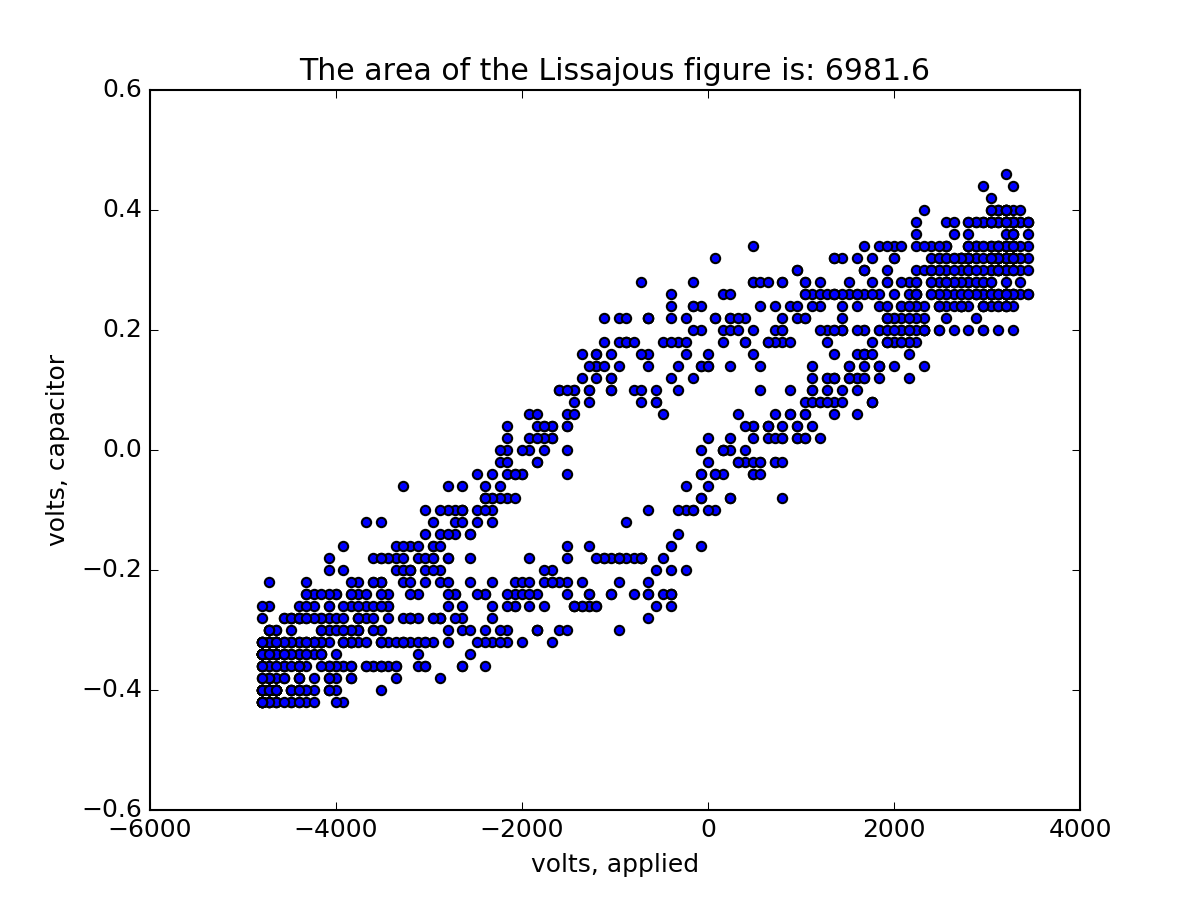 The area of the Lissajous figure is: 6981.6
0.6
0.4
0.2
0.0
−0.2
−0.4
−0.6
volts, capacitor
−6000 −4000 −2000 0 2000 4000
volts, applied